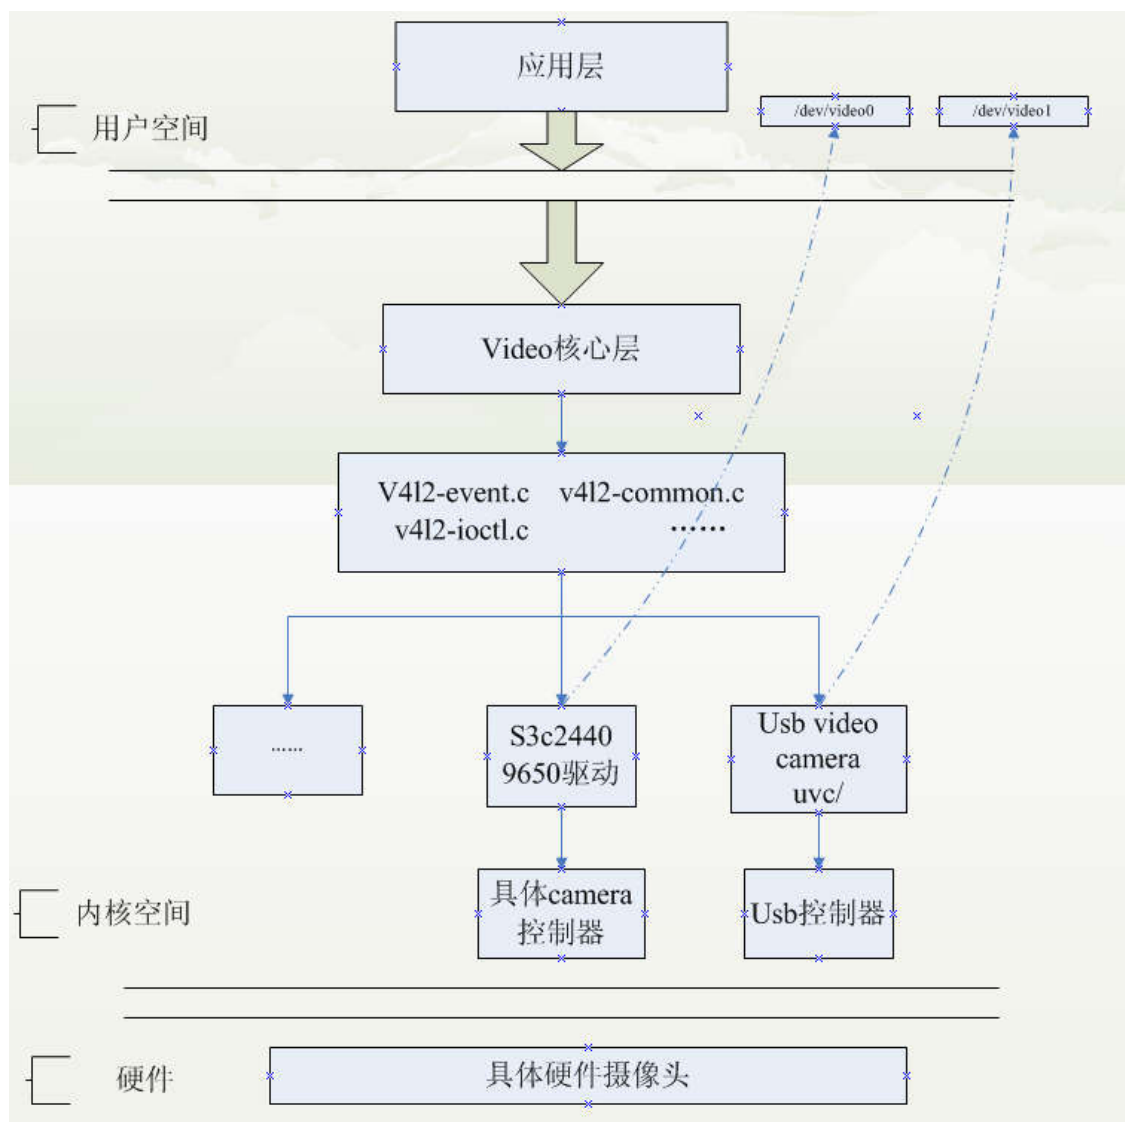 应用层
/dev/video0
/dev/video1
用户空间
Video核心层
V4l2-event.c v4l2-common.c
v4l2-ioctl.c ……
……
S3c2440
9650驱动
Usb video
camera
uvc/
具体camera
控制器
Usb控制器
内核空间
具体硬件摄像头
硬件